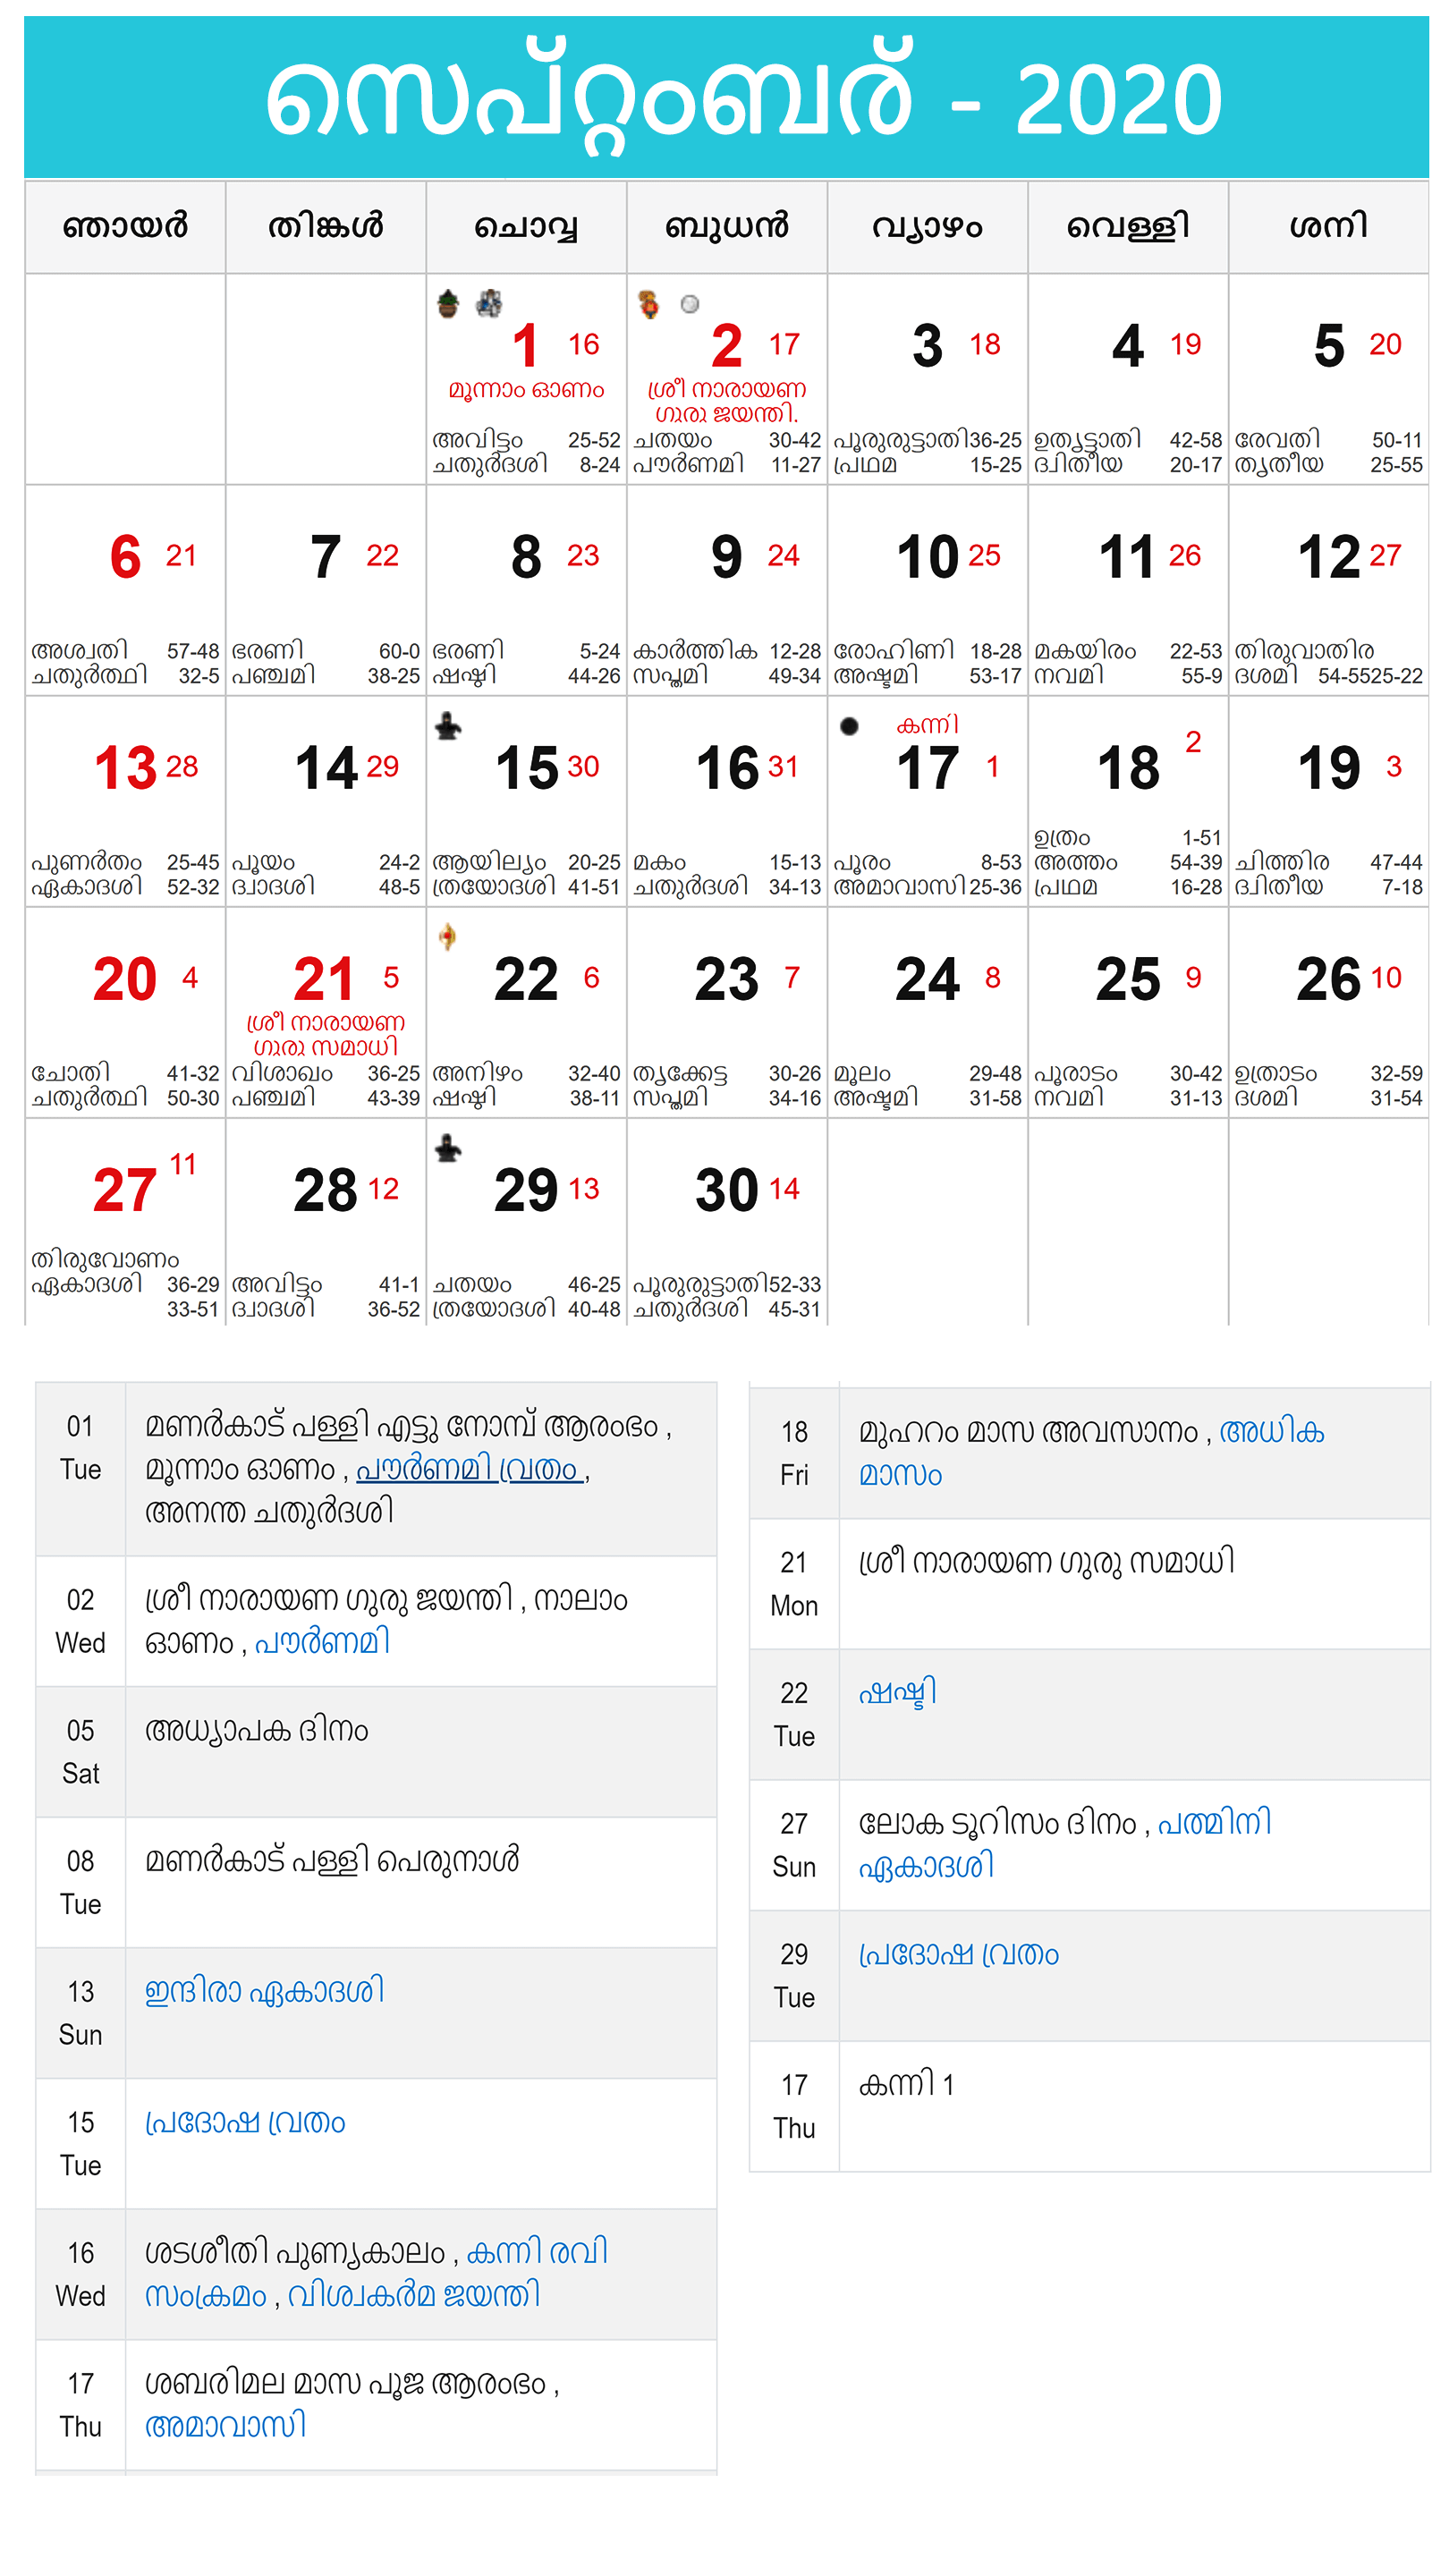 സെപ്റ്റംബര് - 2020
ഞായർ തിങ്കൾ ചൊവ്വ ബുധൻ വ്യാഴം വെള്ളി ശനി
1 16 2 17 3 18 4 19 5 20
മൂന്നാം ഓണം ശ്രീ നാരായണ
ഗുരു ജയന്തി.
അവിട്ടം 25-52 ചതയം 30-42 പൂരുരുട്ടാതി 36-25 ഉതൃട്ടാതി 42-58 രേവതി 50-11
ചതുർദശി 8-24 പൗർണമി 11-27 പ്രഥമ 15-25 ദ്വിതീയ 20-17 തൃതീയ 25-55
6 21 7 22 8 23 9 24 10 25 11 26 12 27
അശ്വതി 57-48 ഭരണി 60-0 ഭരണി 5-24 കാർത്തിക 12-28 രോഹിണി 18-28 മകയിരം 22-53 തിരുവാതിര
ചതുർത്ഥി 32-5 പഞ്ചമി 38-25 ഷഷ്ഠി 44-26 സപ്തമി 49-34 അഷ്ടമി 53-17 നവമി 55-9 ദശമി 54-5525-22
കന്നി
13 28 14 29 15 30 16 31 17 1 18 2 19 3
ഉത്രം 1-51
പുണർതം 25-45 പൂയം 24-2 ആയില്യം 20-25 മകം 15-13 പൂരം 8-53 അത്തം 54-39 ചിത്തിര 47-44
ഏകാദശി 52-32 ദ്വാദശി 48-5 ത്രയോദശി 41-51 ചതുർദശി 34-13 അമാവാസി 25-36 പ്രഥമ 16-28 ദ്വിതീയ 7-18
20 4 21 5 22 6 23 7 24 8 25 9 26 10
ശ്രീ നാരായണ
ഗുരു സമാധി
ചോതി 41-32 വിശാഖം 36-25 അനിഴം 32-40 തൃക്കേട്ട 30-26 മൂലം 29-48 പൂരാടം 30-42 ഉത്രാടം 32-59
ചതുർത്ഥി 50-30 പഞ്ചമി 43-39 ഷഷ്ഠി 38-11 സപ്തമി 34-16 അഷ്ടമി 31-58 നവമി 31-13 ദശമി 31-54
27 11 28 12 29 13 30 14
തിരുവോണം
ഏകാദശി 36-29 അവിട്ടം 41-1 ചതയം 46-25 പൂരുരുട്ടാതി 52-33
33-51 ദ്വാദശി 36-52 ത്രയോദശി 40-48 ചതുർദശി 45-31
01 മണർകാട് പള്ളി എട്ടു നോമ്പ് ആരംഭം ,
Tue മൂന്നാം ഓണം , പൗർണമി വ്രതം ,
അനന്ത ചതുർദശി
02 ശ്രീ നാരായണ ഗുരു ജയന്തി , നാലാം
Wed ഓണം , പൗർണമി
05 അധ്യാപക ദിനം
Sat
08 മണർകാട് പള്ളി പെരുനാൾ
Tue
13 ഇന്ദിരാ ഏകാദശി
Sun
15 പ്രദോഷ വ്രതം
Tue
16 ശടശീതി പുണ്യകാലം , കന്നി രവി
Wed സംക്രമം , വിശ്വകർമ ജയന്തി
17 ശബരിമല മാസ പൂജ ആരംഭം ,
Thu അമാവാസി
18 മുഹറം മാസ അവസാനം , അധിക
Fri മാസം
21 ശ്രീ നാരായണ ഗുരു സമാധി
Mon
22 ഷഷ്ടി
Tue
27 ലോക ടൂറിസം ദിനം , പത്മിനി
Sun ഏകാദശി
29 പ്രദോഷ വ്രതം
Tue
17 കന്നി 1
Thu